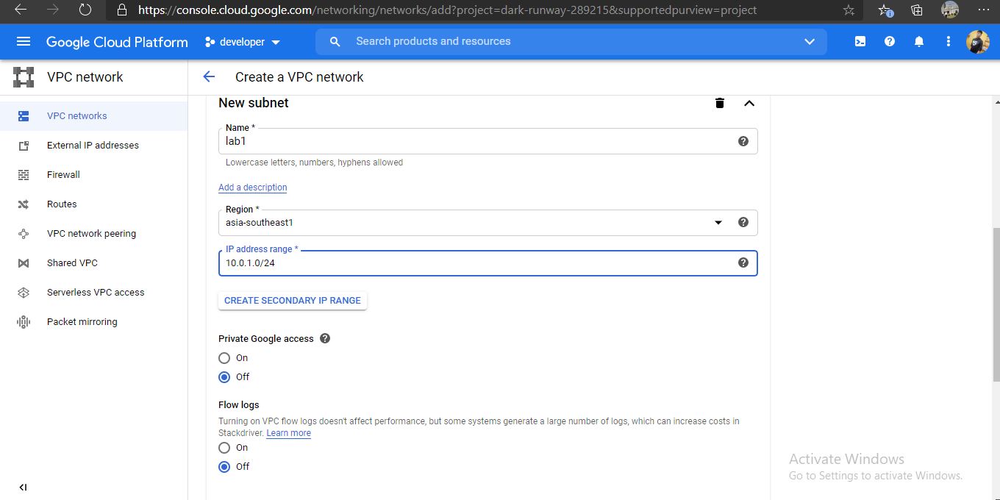 https://console.cloud.google.com/networking/networks/add?project=dark-runway-289215&supportedpurview=project
Google Cloud Platform
developer
Search products and resources
VPC network
Create a VPC network
VPC networks
External IP addresses
Firewall
Routes
VPC network peering
Shared VPC
Serverless VPC access
Packet mirroring
New subnet
Name *
lab1
Lowercase letters, numbers, hyphens allowed
Add a description
Region *
asia-southeast1
IP address range *
10.0.1.0/24
CREATE SECONDARY IP RANGE
Private Google access
On
Off
Flow logs
Turning on VPC flow logs doesn't affect performance, but some systems generate a large number of logs, which can increase costs in
Stackdriver. Learn more
On
Off
Activate Windows
Go to Settings to activate Windows.